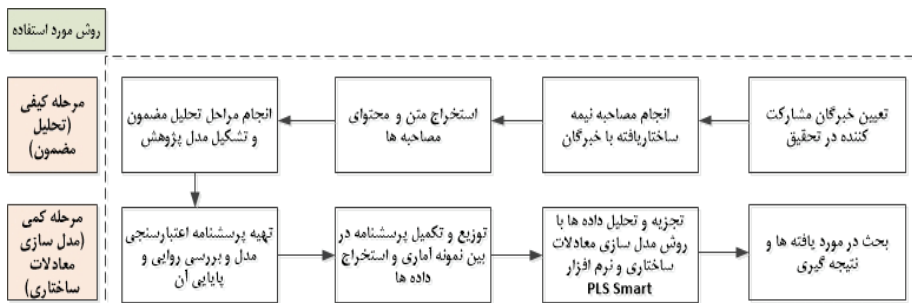 روش مورد استفاده
مرحله کیفی
(تحلیل
مضمون)
تعیین خبرگان مشارکت
کننده در تحقیق
انجام مصاحبه نیمه
ساختاریافته با خبرگان
استخراج متن و محتوای
مصاحبه ها
انجام مراحل تحلیل مضمون
و تشکیل مدل پژوهش
مرحله کمی
(مدل سازی
معادلات
ساختاری)
تهیه پرسشنامه اعتبارسنجی
مدل و بررسی روایی و
پایایی آن
توزیع و تکمیل پرسشنامه در
بین نمونه آماری و استخراج
داده ها
تجزیه و تحلیل داده ها با
روش مدل سازی معادلات
ساختاری و نرم افزار
PLS Smart
بحث در مورد یافته ها و
نتیجه گیری